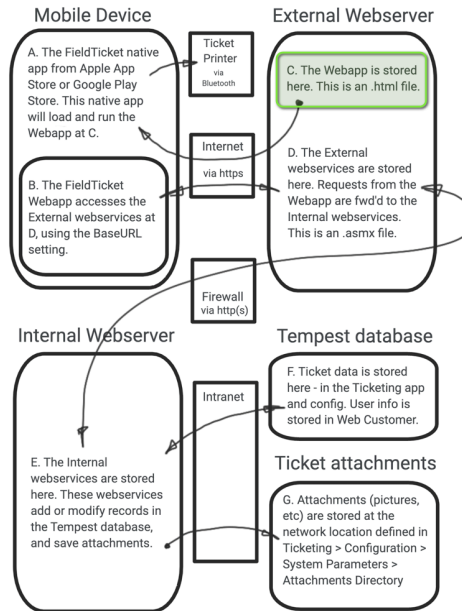 Mobile Device
A. The FieldTicket native
app from Apple App
Store or Google Play
Store. This native app
will load and run the
Webapp at C.
B. The FieldTicket
Webapp accesses the
External webservices at
D, using the BaseURL
setting.
Ticket
Printer
via
Bluetooth
Internet
via https
Firewall
via http(s)
External Webserver
C. The Webapp is stored
here. This is an .html file.
D. The External
webservices are stored
here. Requests from the
Webapp are fwd'd to the
Internal webservices.
This is an .asmx file.
Internal Webserver
E. The Internal
webservices are stored
here. These webservices
add or modify records in
the Tempest database,
and save attachments.
Intranet
Tempest database
F. Ticket data is stored
here - in the Ticketing app
and config. User info is
stored in Web Customer.
Ticket attachments
G. Attachments (pictures,
etc) are stored at the
network location defined in
Ticketing > Configuration >
System Parameters >
Attachments Directory